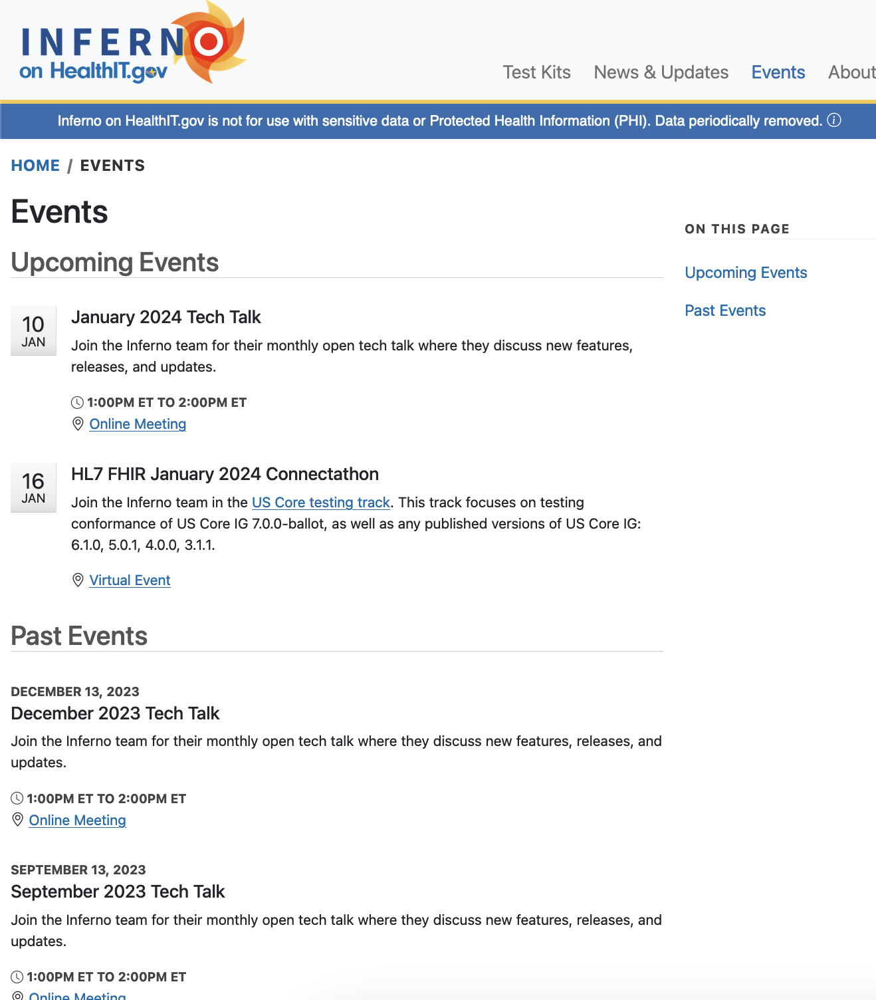 INFERNO
on HealthIT.gov
Test Kits
News & Updates
Events
About
Inferno on HealthIT.gov is not for use with sensitive data or Protected Health Information (PHI). Data periodically removed.
HOME / EVENTS
Events
ON THIS PAGE
Upcoming Events
Past Events
Upcoming Events
10
JAN
January 2024 Tech Talk
Join the Inferno team for their monthly open tech talk where they discuss new features,
releases, and updates.
1:00PM ET TO 2:00PM ET
Online Meeting
16
JAN
HL7 FHIR January 2024 Connectathon
Join the Inferno team in the US Core testing track. This track focuses on testing
conformance of US Core IG 7.0.0-ballot, as well as any published versions of US Core IG:
6.1.0, 5.0.1, 4.0.0, 3.1.1.
Virtual Event
Past Events
DECEMBER 13, 2023
December 2023 Tech Talk
Join the Inferno team for their monthly open tech talk where they discuss new features, releases, and
updates.
1:00PM ET TO 2:00PM ET
Online Meeting
SEPTEMBER 13, 2023
September 2023 Tech Talk
Join the Inferno team for their monthly open tech talk where they discuss new features, releases, and
updates.
1:00PM ET TO 2:00PM ET
Online Meeting